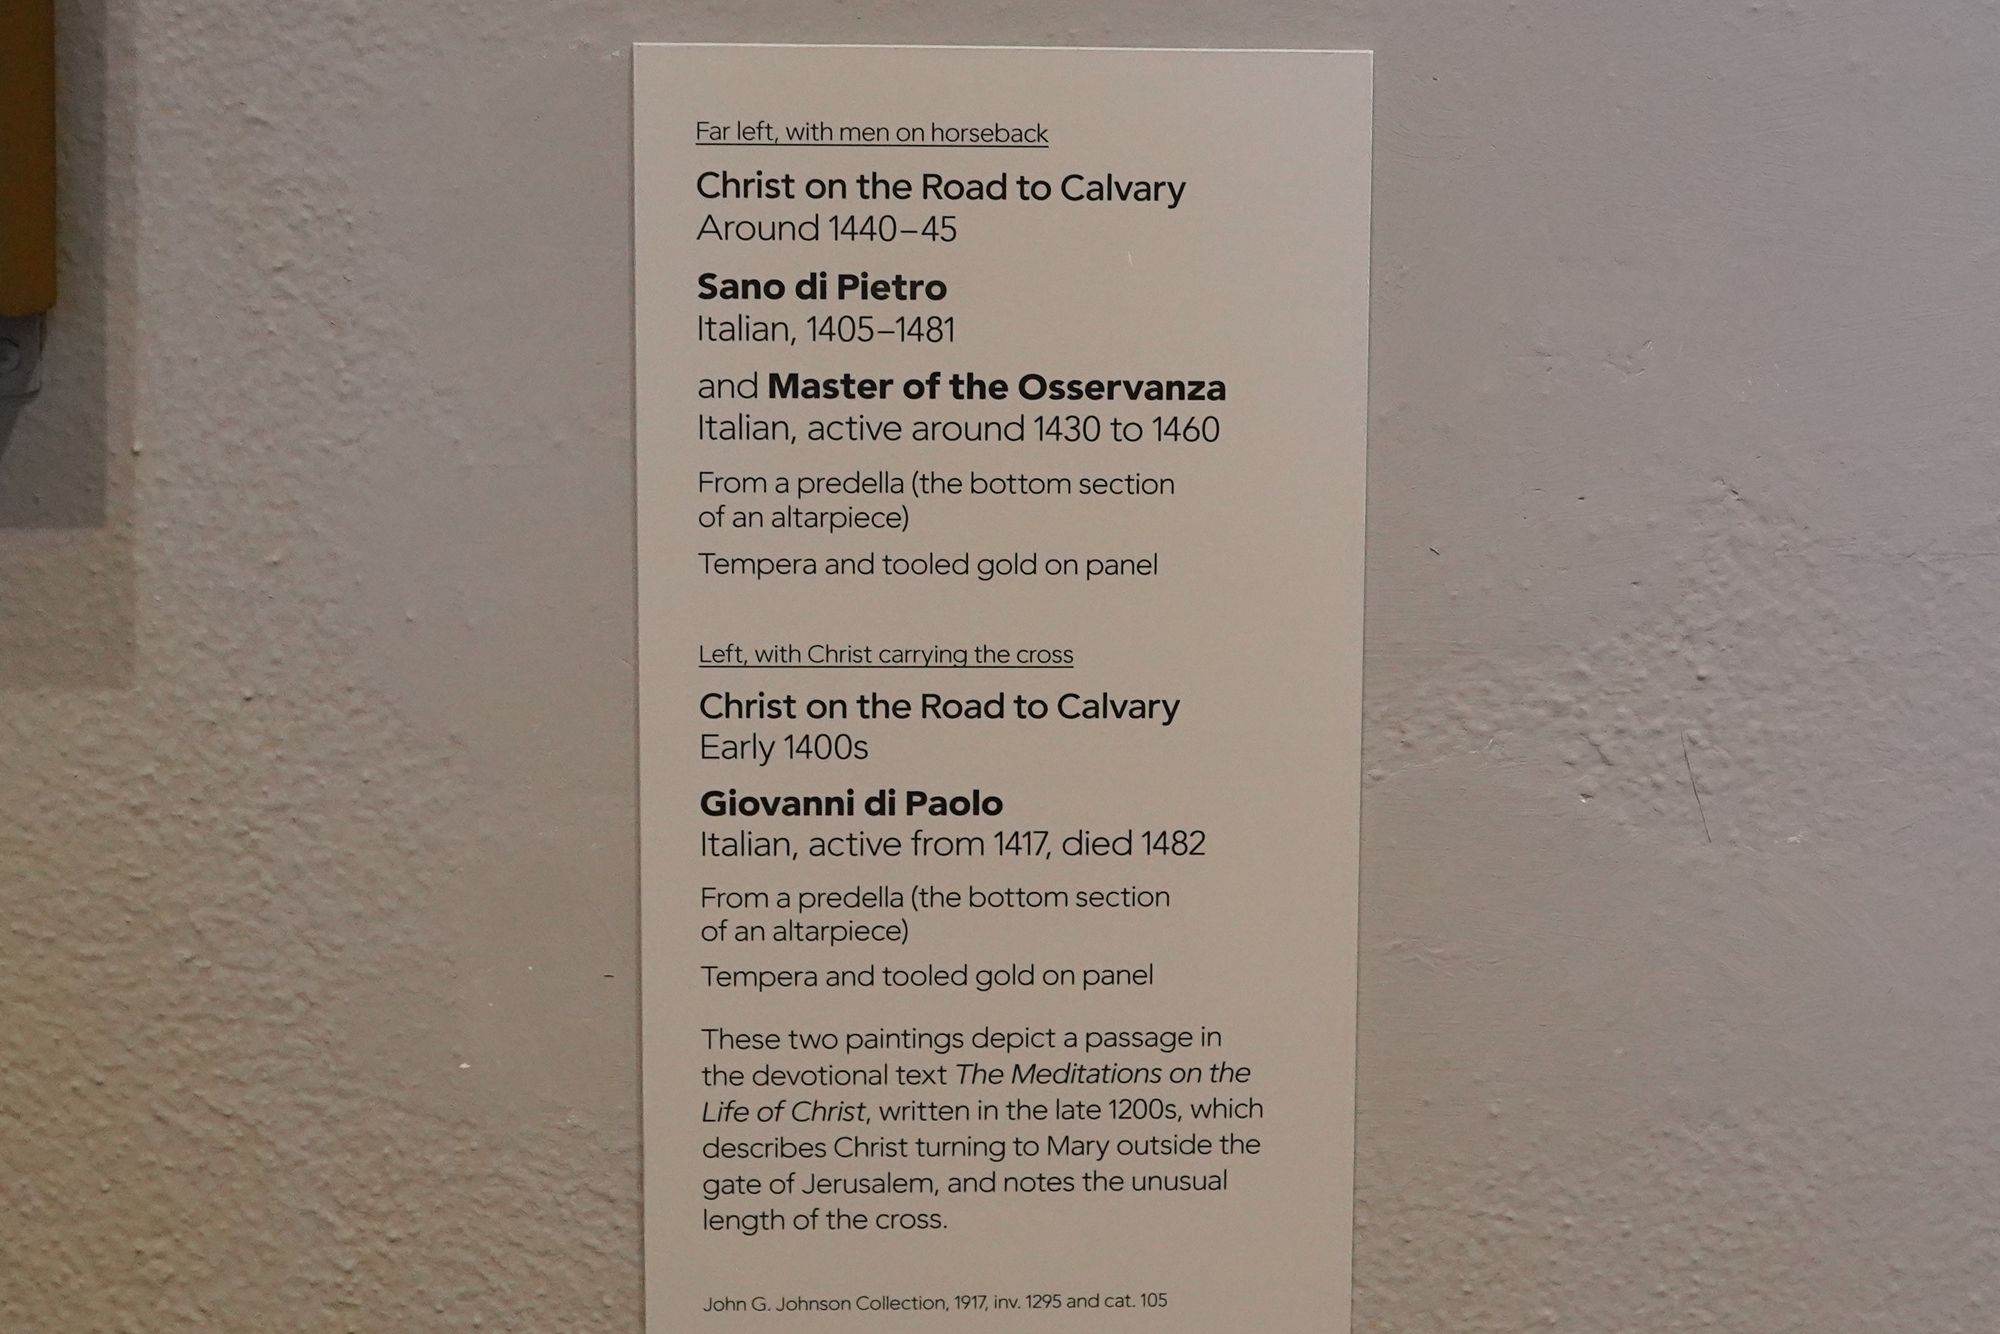 Far left, with men on horseback
Christ on the Road to Calvary
Around 1440–45
Sano di Pietro
Italian, 1405–1481
and Master of the Osservanza
Italian, active around 1430 to 1460
From a predella (the bottom section
of an altarpiece)
Tempera and tooled gold on panel
Left, with Christ carrying the cross
Christ on the Road to Calvary
Early 1400s
Giovanni di Paolo
Italian, active from 1417, died 1482
From a predella (the bottom section
of an altarpiece)
Tempera and tooled gold on panel
These two paintings depict a passage in
the devotional text The Meditations on the
Life of Christ, written in the late 1200s, which
describes Christ turning to Mary outside the
gate of Jerusalem, and notes the unusual
length of the cross.
John G. Johnson Collection, 1917, inv. 1295 and cat. 105